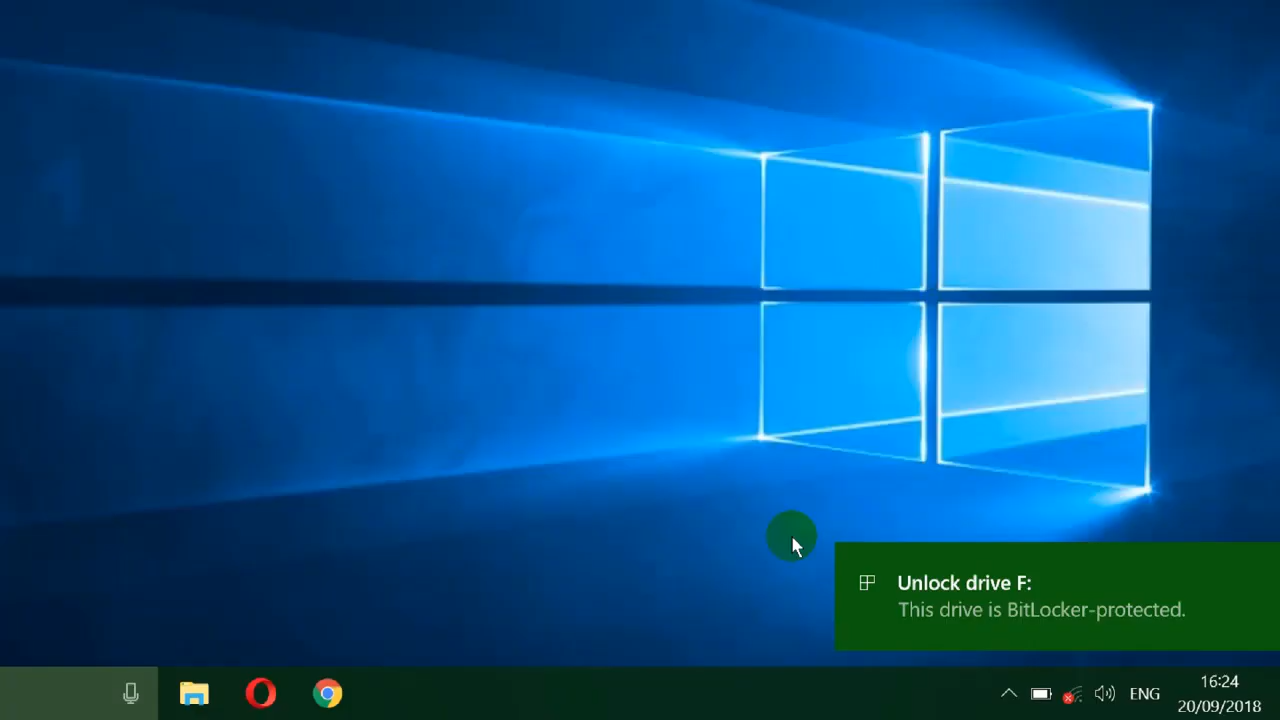 Unlock drive F:
This drive is BitLocker-protected.
ENG
16:24
20/09/2018